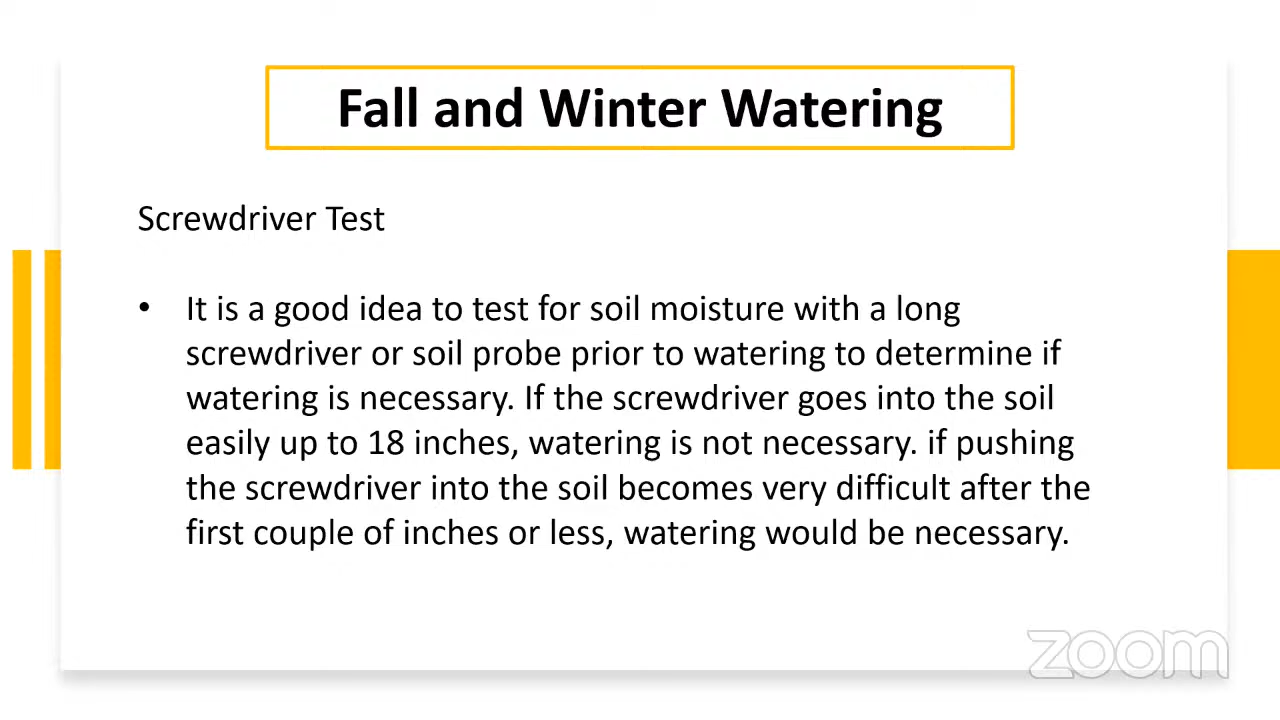 Fall and Winter Watering
Screwdriver Test
• It is a good idea to test for soil moisture with a long
screwdriver or soil probe prior to watering to determine if
watering is necessary. If the screwdriver goes into the soil
easily up to 18 inches, watering is not necessary. if pushing
the screwdriver into the soil becomes very difficult after the
first couple of inches or less, watering would be necessary.
zoom